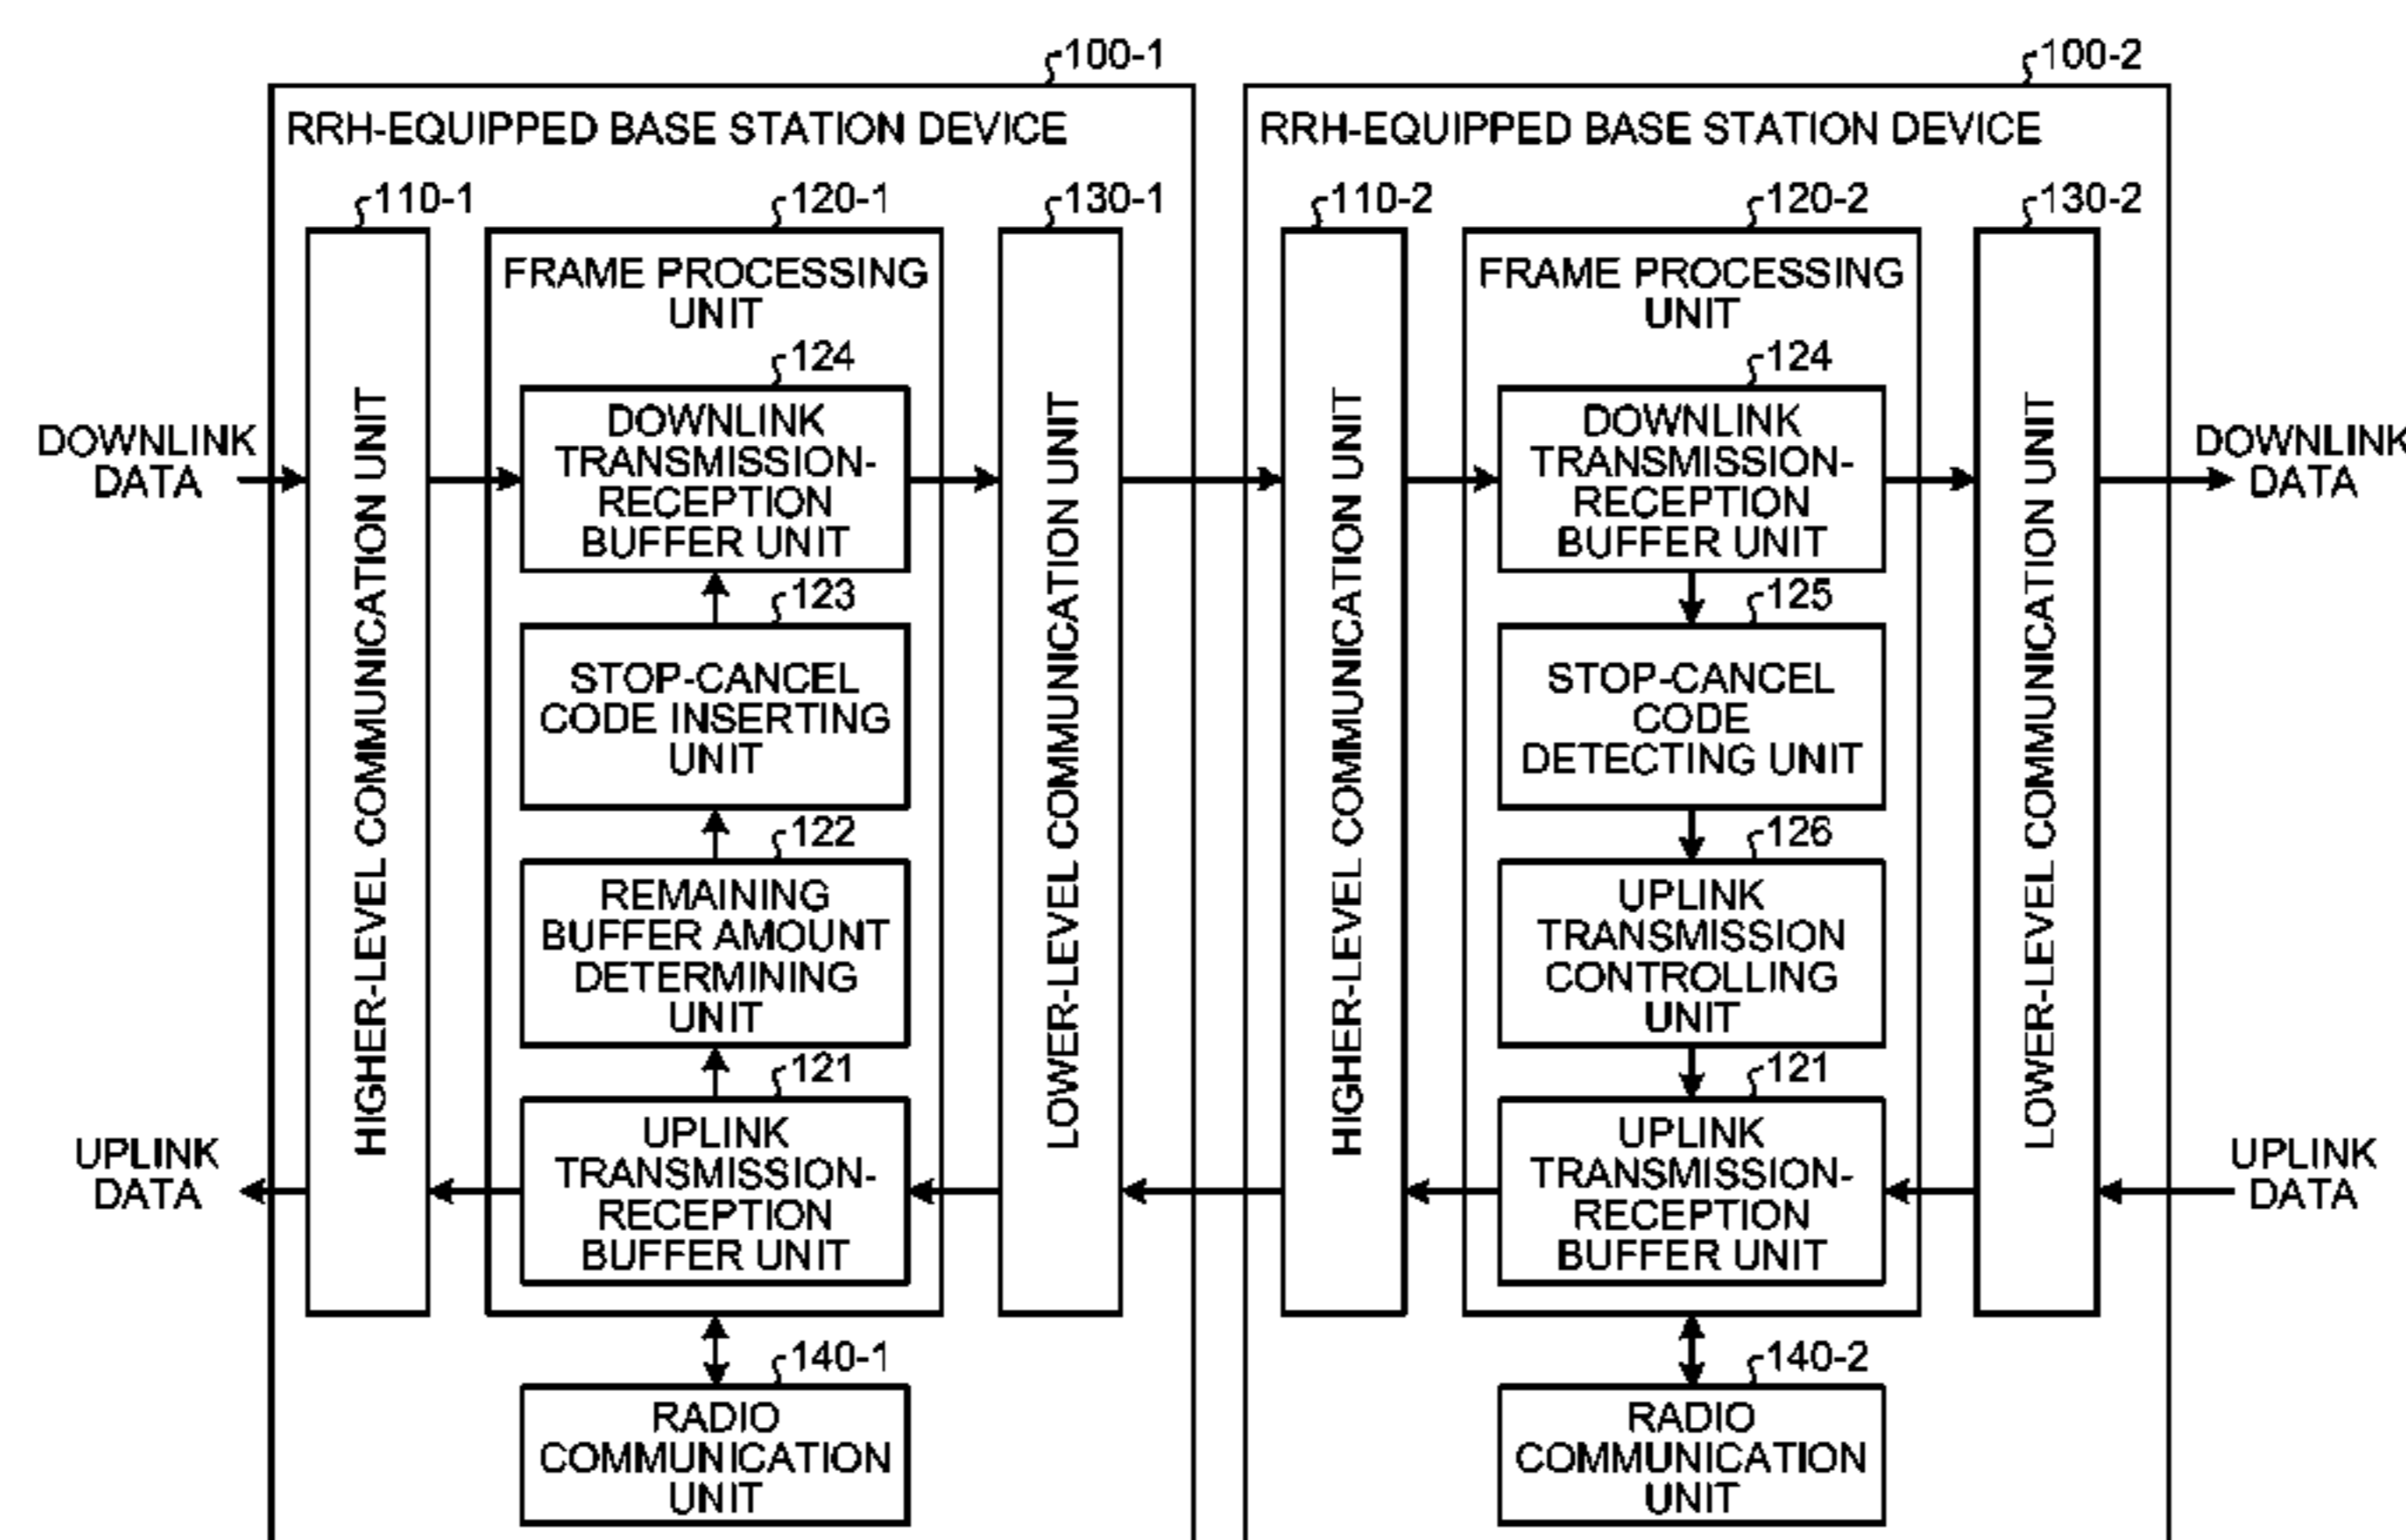 100-1
RRH-EQUIPPED BASE STATION DEVICE
110-1
120-1
130-1
HIGHER-LEVEL COMMUNICATION UNIT
FRAME PROCESSING
UNIT
124
DOWNLINK
TRANSMISSION-
RECEPTION
BUFFER UNIT
123
STOP-CANCEL
CODE INSERTING
UNIT
122
REMAINING
BUFFER AMOUNT
DETERMINING
UNIT
121
UPLINK
TRANSMISSION-
RECEPTION
BUFFER UNIT
LOWER-LEVEL COMMUNICATION UNIT
140-1
RADIO
COMMUNICATION
UNIT
DOWNLINK
DATA
UPLINK
DATA
100-2
RRH-EQUIPPED BASE STATION DEVICE
110-2
120-2
130-2
HIGHER-LEVEL COMMUNICATION UNIT
FRAME PROCESSING
UNIT
124
DOWNLINK
TRANSMISSION-
RECEPTION
BUFFER UNIT
125
STOP-CANCEL
CODE
DETECTING UNIT
126
UPLINK
TRANSMISSION
CONTROLLING
UNIT
121
UPLINK
TRANSMISSION-
RECEPTION
BUFFER UNIT
LOWER-LEVEL COMMUNICATION UNIT
140-2
RADIO
COMMUNICATION
UNIT
DOWNLINK
DATA
UPLINK
DATA